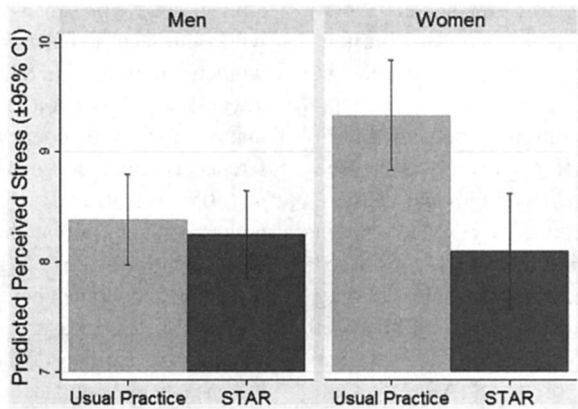 Men Women
Predicted Perceived Stress (±95% CI)
10
9
8
7
Usual Practice STAR Usual Practice STAR